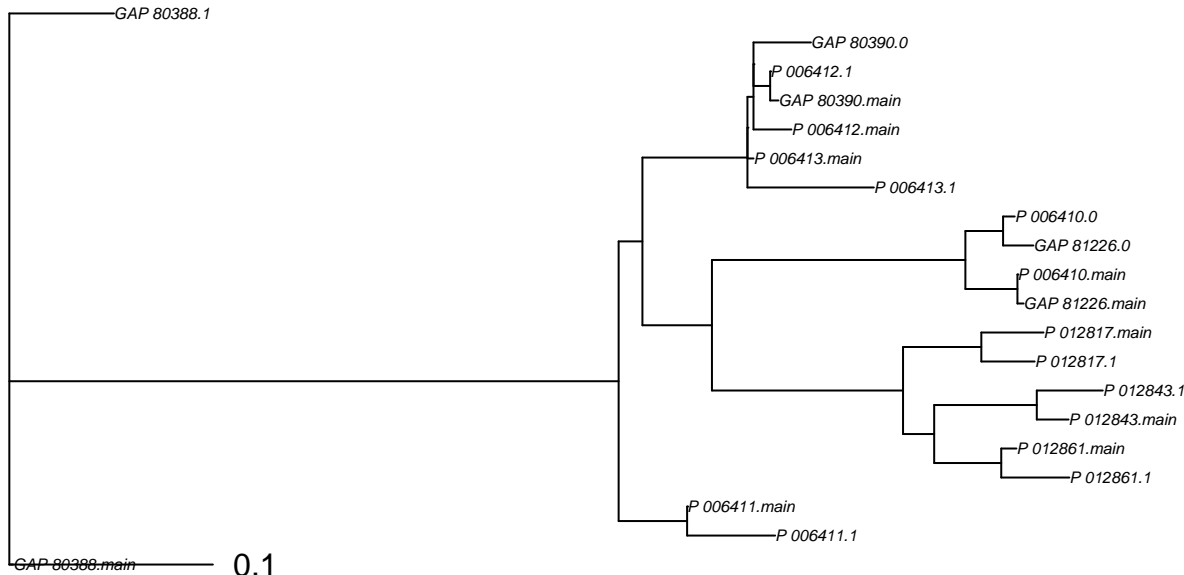 GAP 80388.1
GAP 80390.0
P 006412.1
GAP 80390.main
P 006412.main
P 006413.main
P 006413.1
P 006410.0
GAP 81226.0
P 006410.main
GAP 81226.main
P 012817.main
P 012817.1
P 012843.1
P 012843.main
P 012861.main
P 012861.1
P 006411.main
P 006411.1
GAP 80388.main
0.1